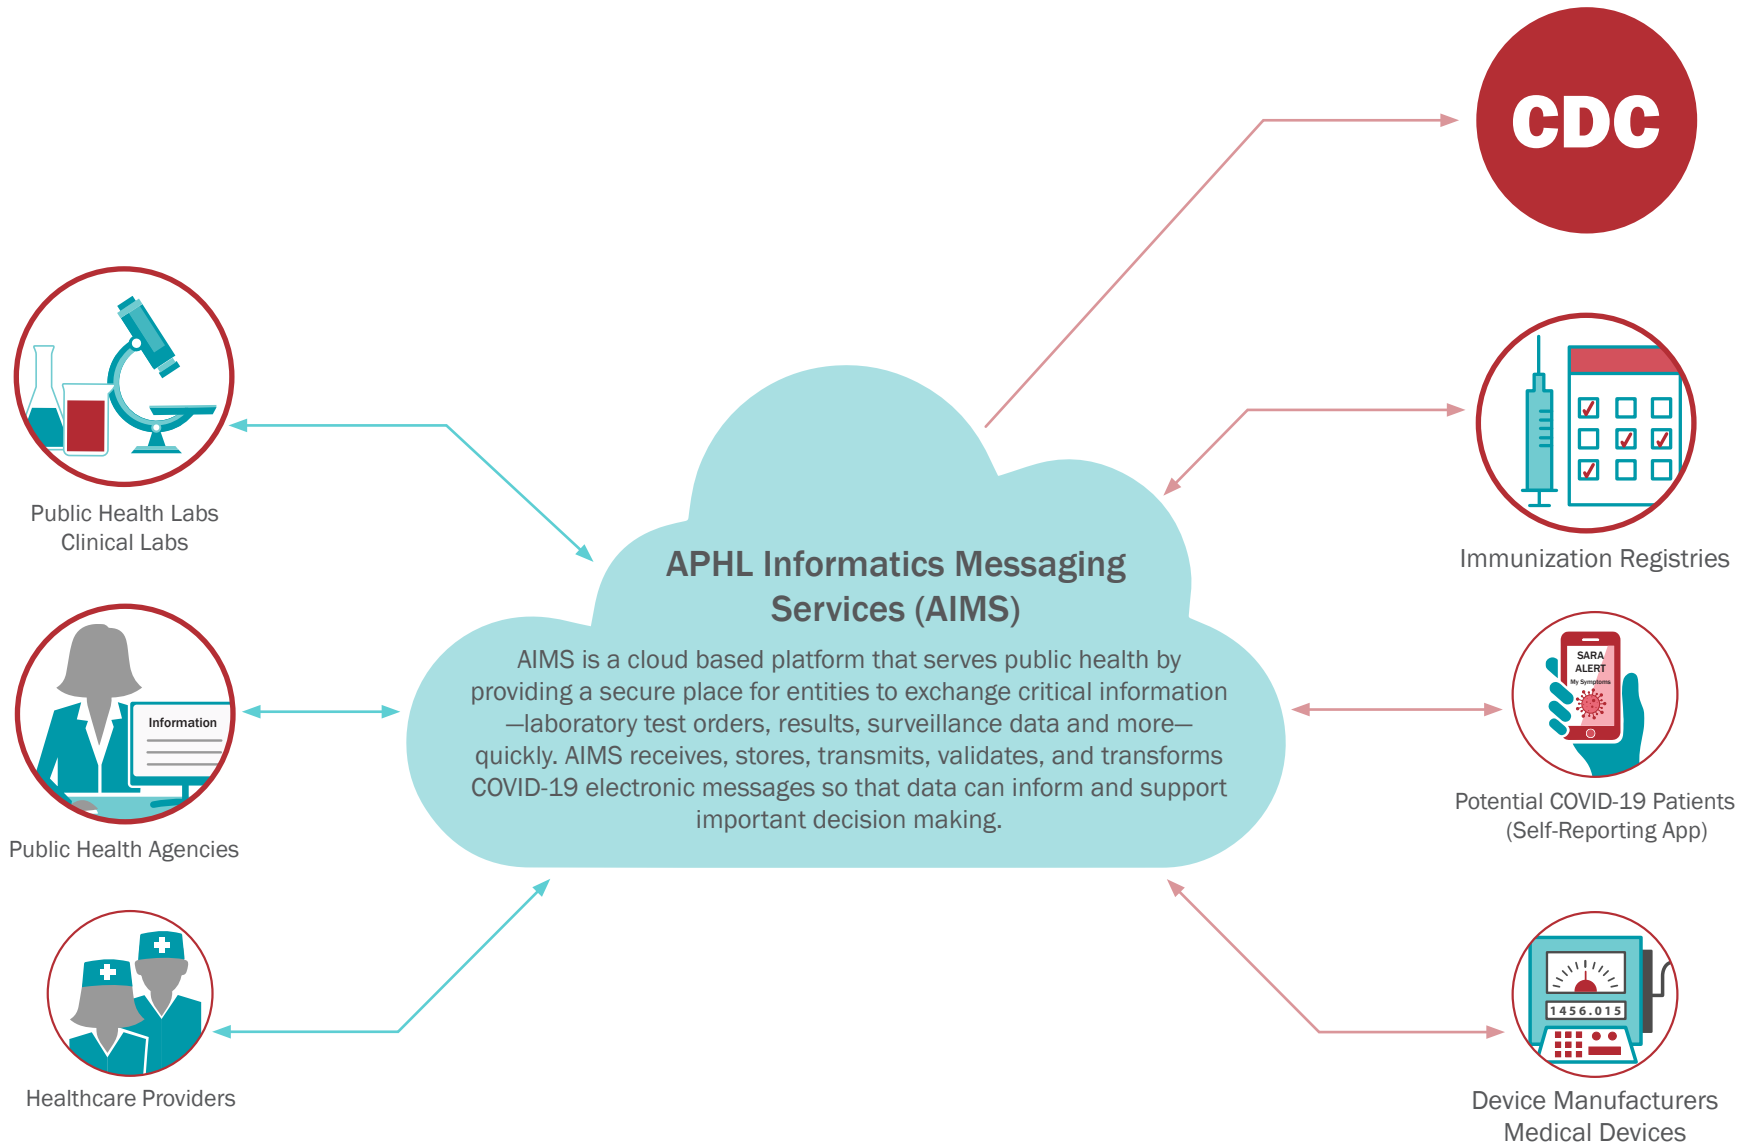 CDC
Public Health Labs
Clinical Labs
APHL Informatics Messaging
Services (AIMS)
AIMS is a cloud based platform that serves public health by
providing a secure place for entities to exchange critical information
—laboratory test orders, results, surveillance data and more—
quickly. AIMS receives, stores, transmits, validates, and transforms
COVID-19 electronic messages so that data can inform and support
important decision making.
Immunization Registries
Information
Public Health Agencies
SARA
ALERT
My Symptoms
Potential COVID-19 Patients
(Self-Reporting App)
Healthcare Providers
1456.015
Device Manufacturers
Medical Devices